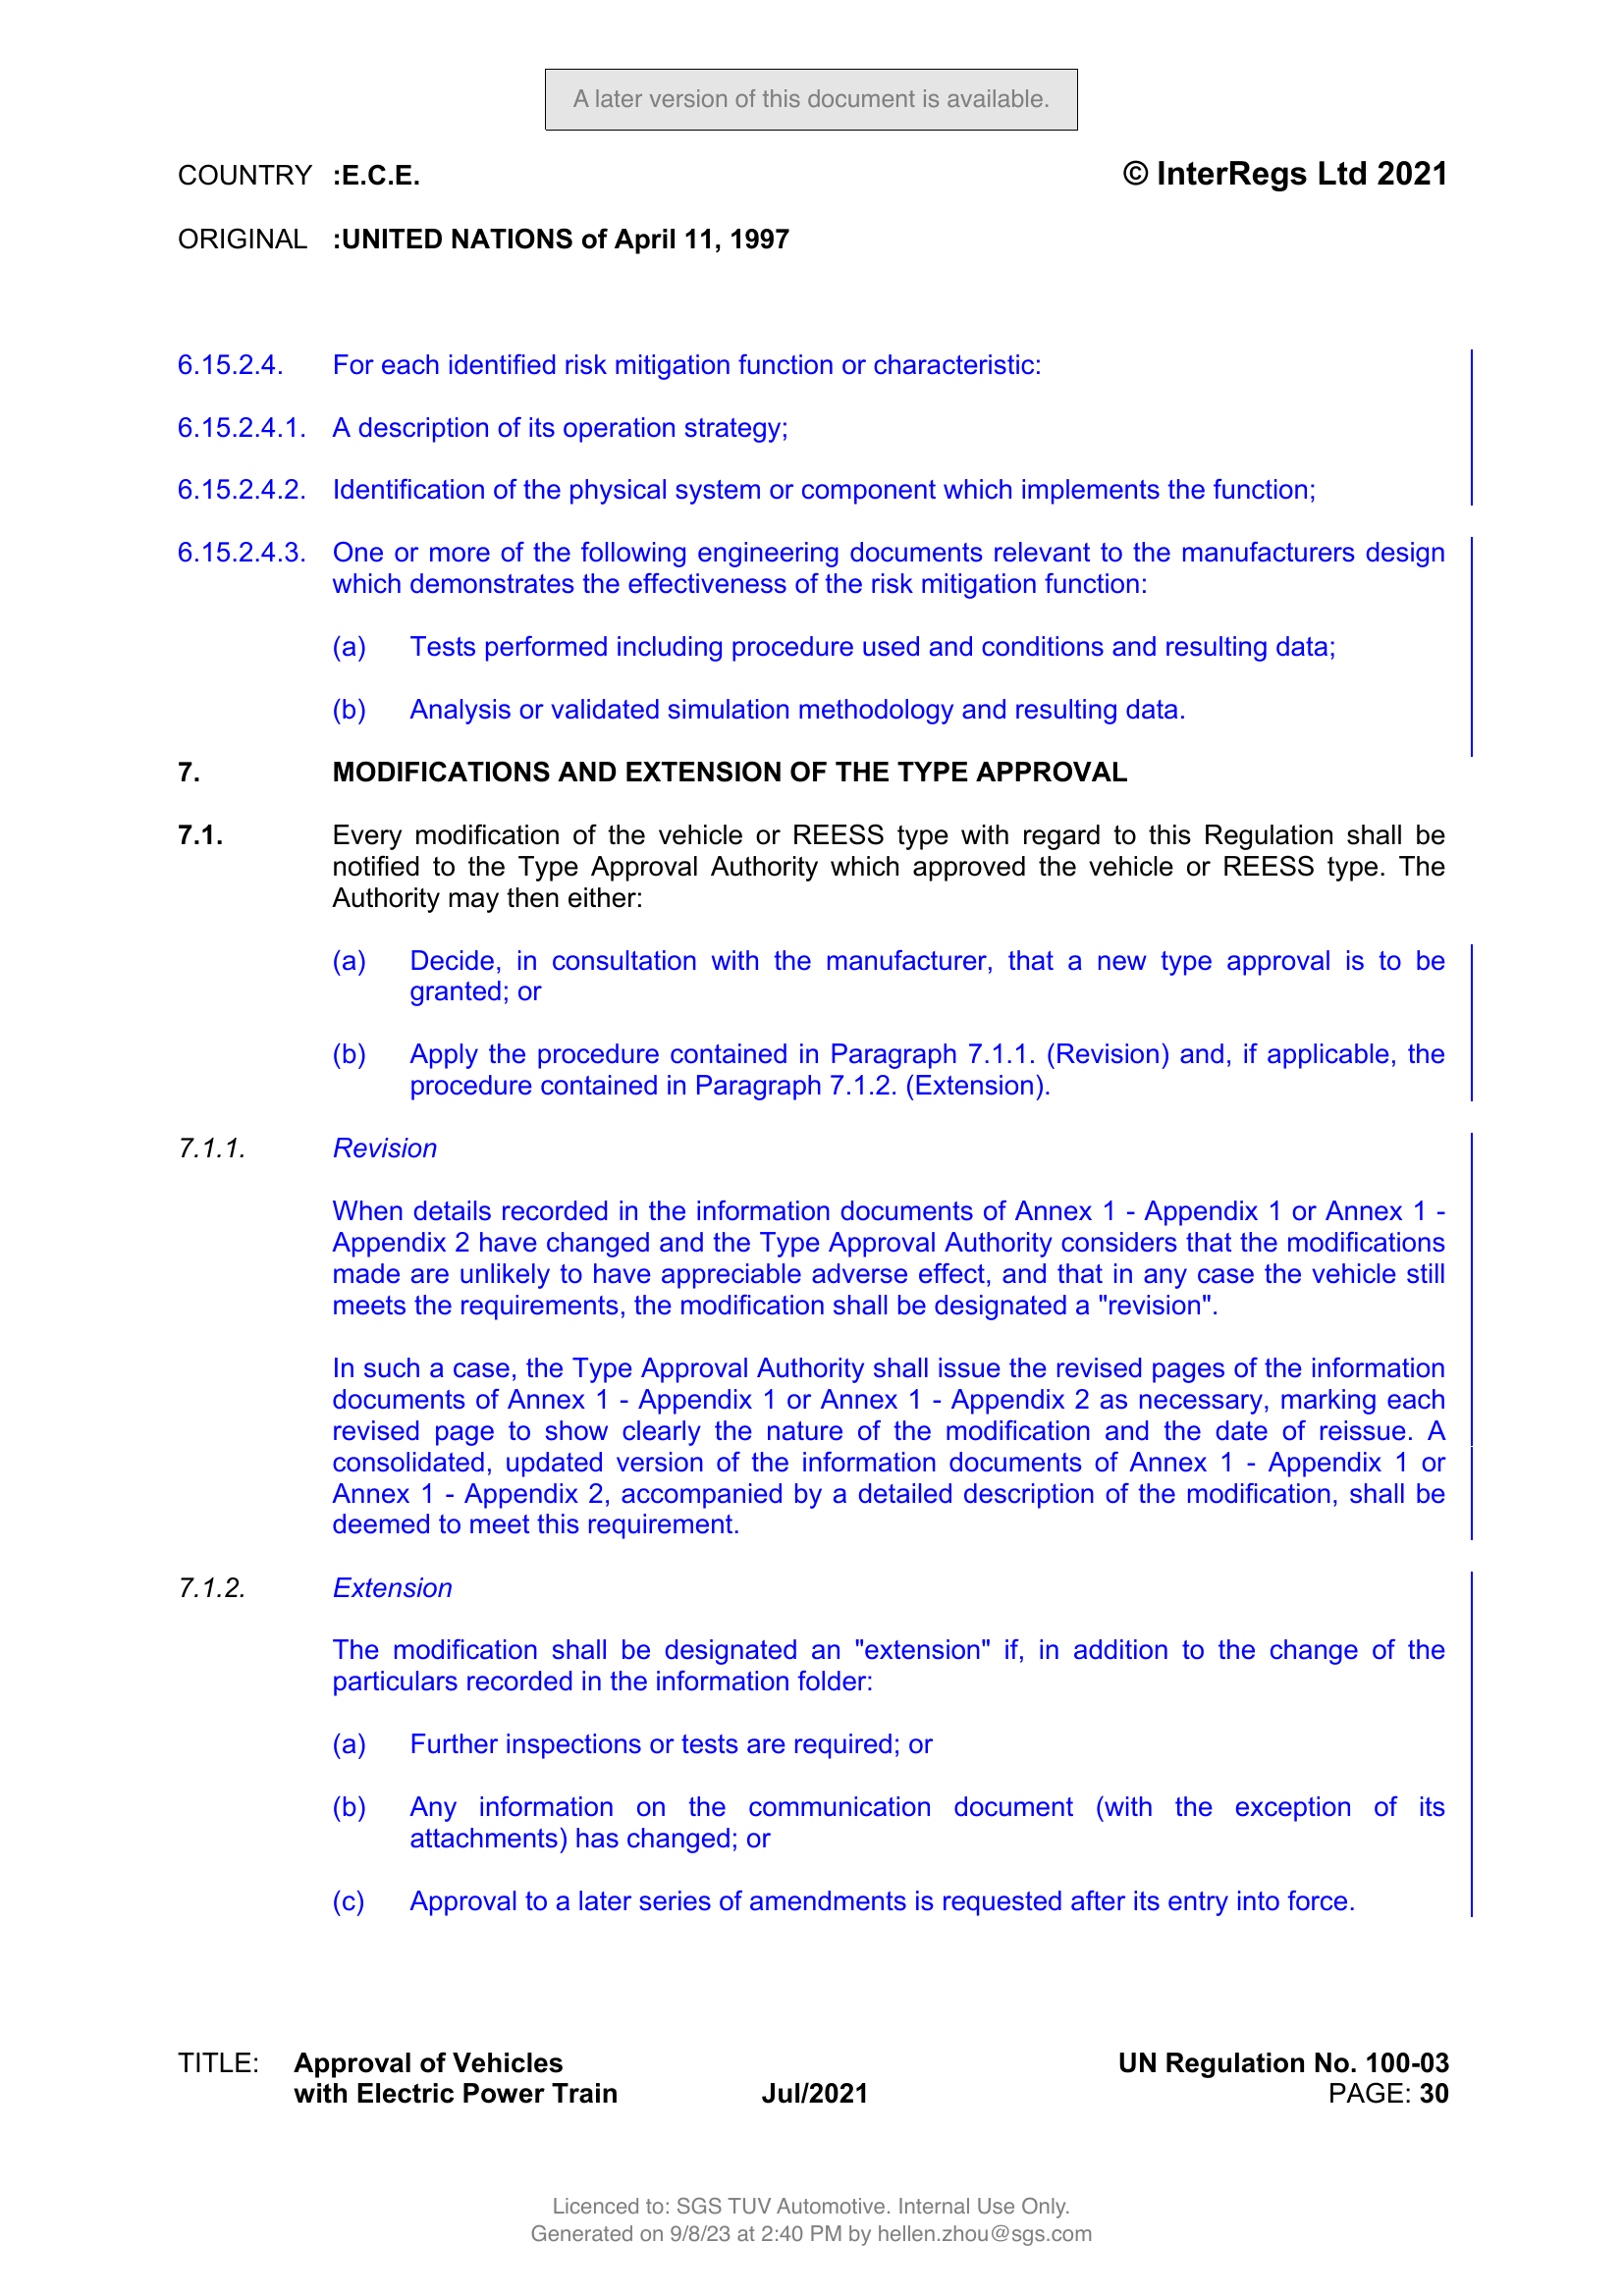 A later version of this document is available.
COUNTRY :E.C.E. © InterRegs Ltd 2021
ORIGINAL :UNITED NATIONS of April 11, 1997
6.15.2.4. For each identified risk mitigation function or characteristic:
6.15.2.4.1. A description of its operation strategy;
6.15.2.4.2. Identification of the physical system or component which implements the function;
6.15.2.4.3. One or more of the following engineering documents relevant to the manufacturers design
which demonstrates the effectiveness of the risk mitigation function:
(a) Tests performed including procedure used and conditions and resulting data;
(b) Analysis or validated simulation methodology and resulting data.
7. MODIFICATIONS AND EXTENSION OF THE TYPE APPROVAL
7.1. Every modification of the vehicle or REESS type with regard to this Regulation shall be
notified to the Type Approval Authority which approved the vehicle or REESS type. The
Authority may then either:
(a) Decide, in consultation with the manufacturer, that a new type approval is to be
granted; or
(b) Apply the procedure contained in Paragraph 7.1.1. (Revision) and, if applicable, the
procedure contained in Paragraph 7.1.2. (Extension).
7.1.1. Revision
When details recorded in the information documents of Annex 1 - Appendix 1 or Annex 1 -
Appendix 2 have changed and the Type Approval Authority considers that the modifications
made are unlikely to have appreciable adverse effect, and that in any case the vehicle still
meets the requirements, the modification shall be designated a "revision".
In such a case, the Type Approval Authority shall issue the revised pages of the information
documents of Annex 1 - Appendix 1 or Annex 1 - Appendix 2 as necessary, marking each
revised page to show clearly the nature of the modification and the date of reissue. A
consolidated, updated version of the information documents of Annex 1 - Appendix 1 or
Annex 1 - Appendix 2, accompanied by a detailed description of the modification, shall be
deemed to meet this requirement.
7.1.2. Extension
The modification shall be designated an "extension" if, in addition to the change of the
particulars recorded in the information folder:
(a) Further inspections or tests are required; or
(b) Any information on the communication document (with the exception of its
attachments) has changed; or
(c) Approval to a later series of amendments is requested after its entry into force.
TITLE: Approval of Vehicles UN Regulation No. 100-03
with Electric Power Train Jul/2021 PAGE: 30
Licenced to: SGS TUV Automotive. Internal Use Only.
Generated on 9/8/23 at 2:40 PM by hellen.zhou@sgs.com